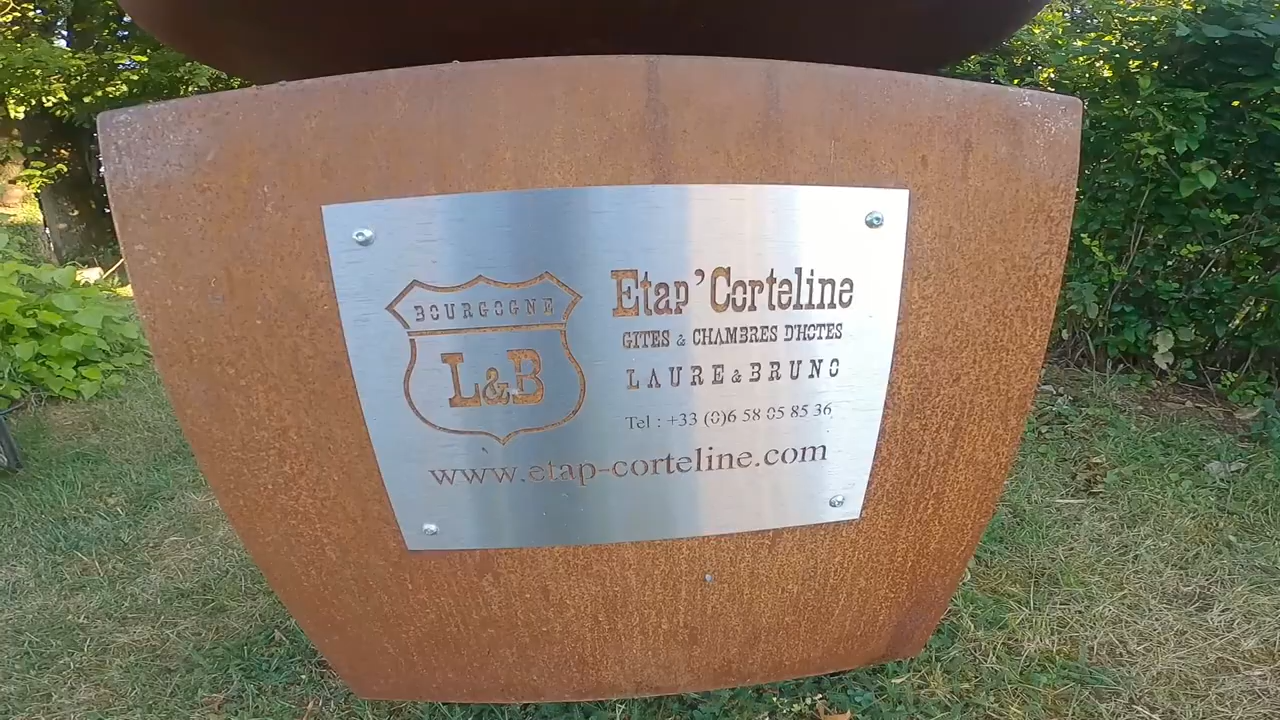 BOURGOGNE
L&B
Etap'Corteline
GITES & CHAMBRES D'HOTES
LAURE & BRUNO
Tel : +33 (0)6 58 05 85 36
www.etap-corteline.com